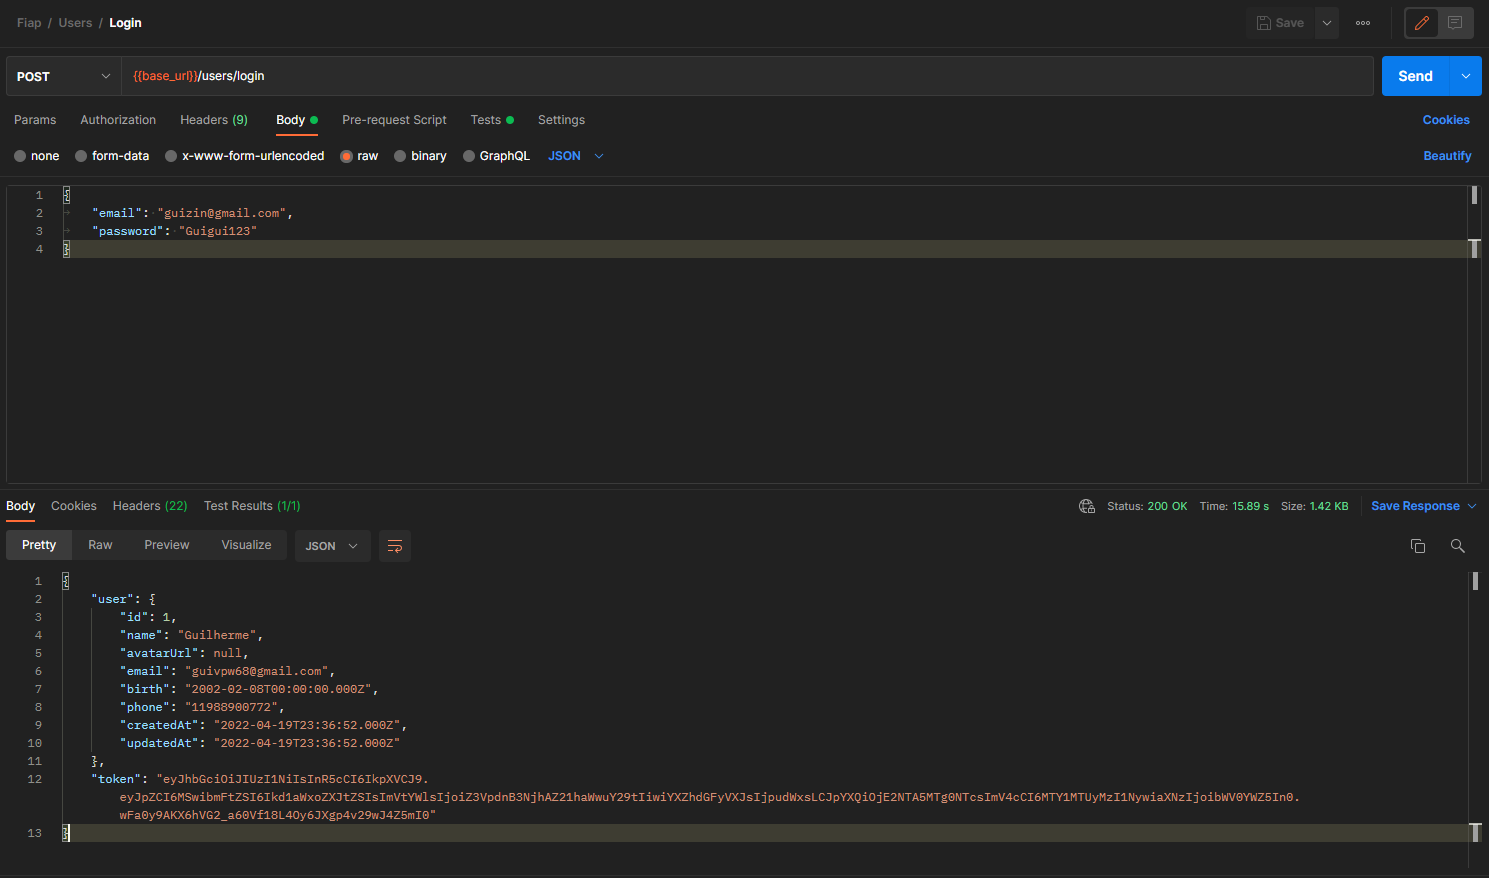 Fiap / Users / Login
Save
POST
{{base_url}}/users/login
Send
Params Authorization Headers (9) Body Pre-request Script Tests Settings Cookies
none form-data x-www-form-urlencoded raw binary GraphQL JSON Beautify
1 {
2 "email": "guizin@gmail.com",
3 "password": "Guigui123"
4 }
Body Cookies Headers (22) Test Results (1/1) Status: 200 OK Time: 15.89 s Size: 1.42 KB Save Response
Pretty Raw Preview Visualize JSON
1 {
2 "user": {
3 "id": 1,
4 "name": "Guilherme",
5 "avatarUrl": null,
6 "email": "guivpw68@gmail.com",
7 "birth": "2002-02-08T00:00:00.000Z",
8 "phone": "11988900772",
9 "createdAt": "2022-04-19T23:36:52.000Z",
10 "updatedAt": "2022-04-19T23:36:52.000Z"
11 },
12 "token": "eyJhbGciOiJIUzI1NiIsInR5cCI6IkpXVCJ9.
eyJpZCI6MSwibmFtZSI6Ikd1aWxoZXJtZSIsImVtYWlsIjoiZ3VpdnB3NjhAZ21haWwuY29tIiwiYXZhdGFyVXJsIjpudWxsLCJpYXQiOjE2NTA5MTg0NTcsImV4cCI6MTY1MTUyMzI1NywiaXNzIjoibWV0YWZ5In0.
wFa0y9AKX6hVG2_a60Vf18L4Oy6JXgp4v29wJ4Z5mI0"
13 }